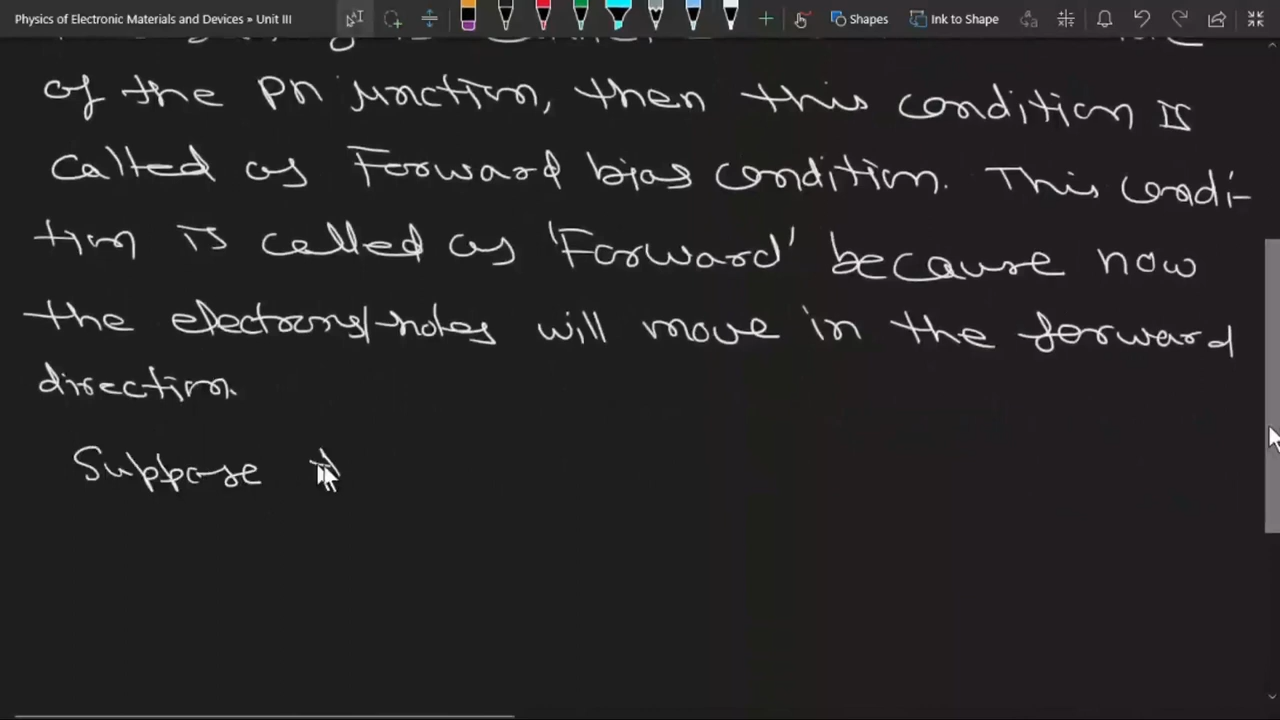 Physics of Electronic Materials and Devices » Unit III
Shapes
Ink to Shape
of the Pn junction, then this condition is
called as Forward bias condition. This condi-
tion is called as 'Forward' because now
the electrons/holes will move in the forward
direction.
Suppose